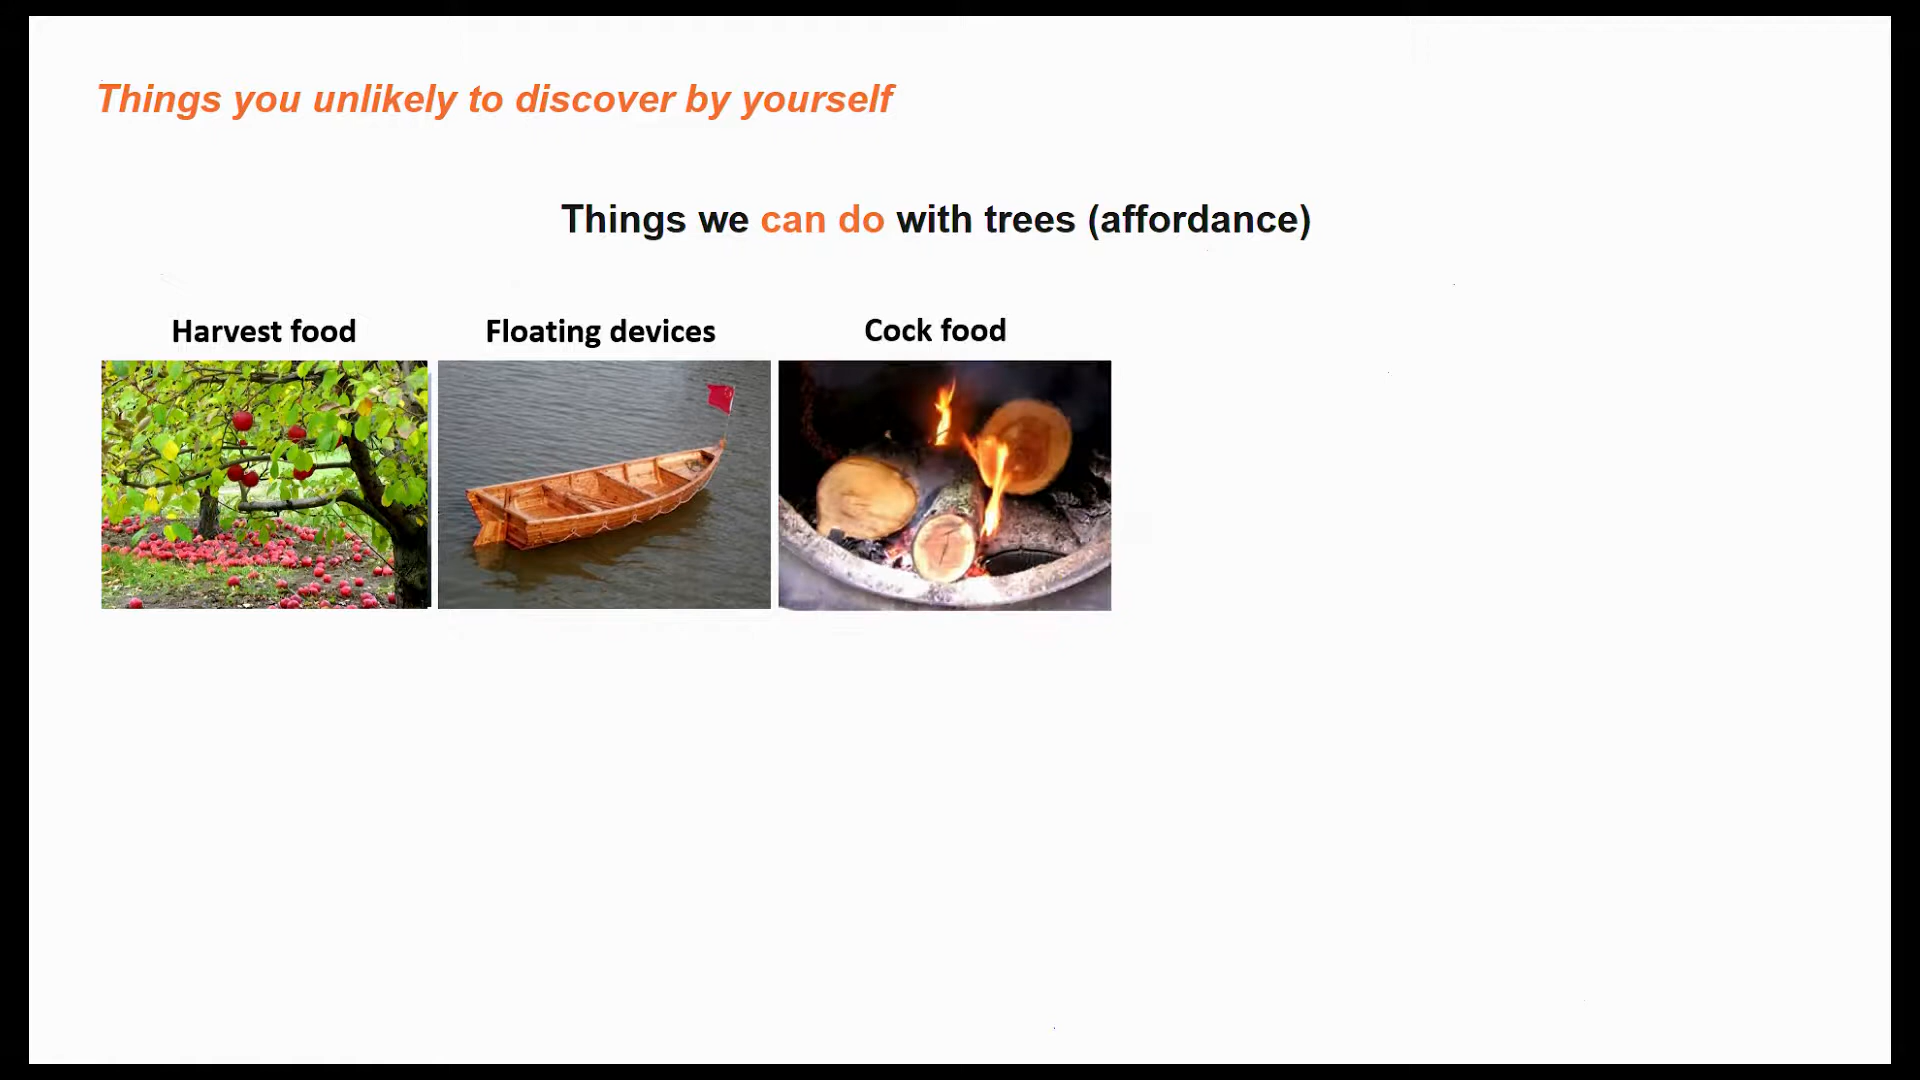 Things you unlikely to discover by yourself
Things we can do with trees (affordance)
Harvest food
Floating devices
Cock food